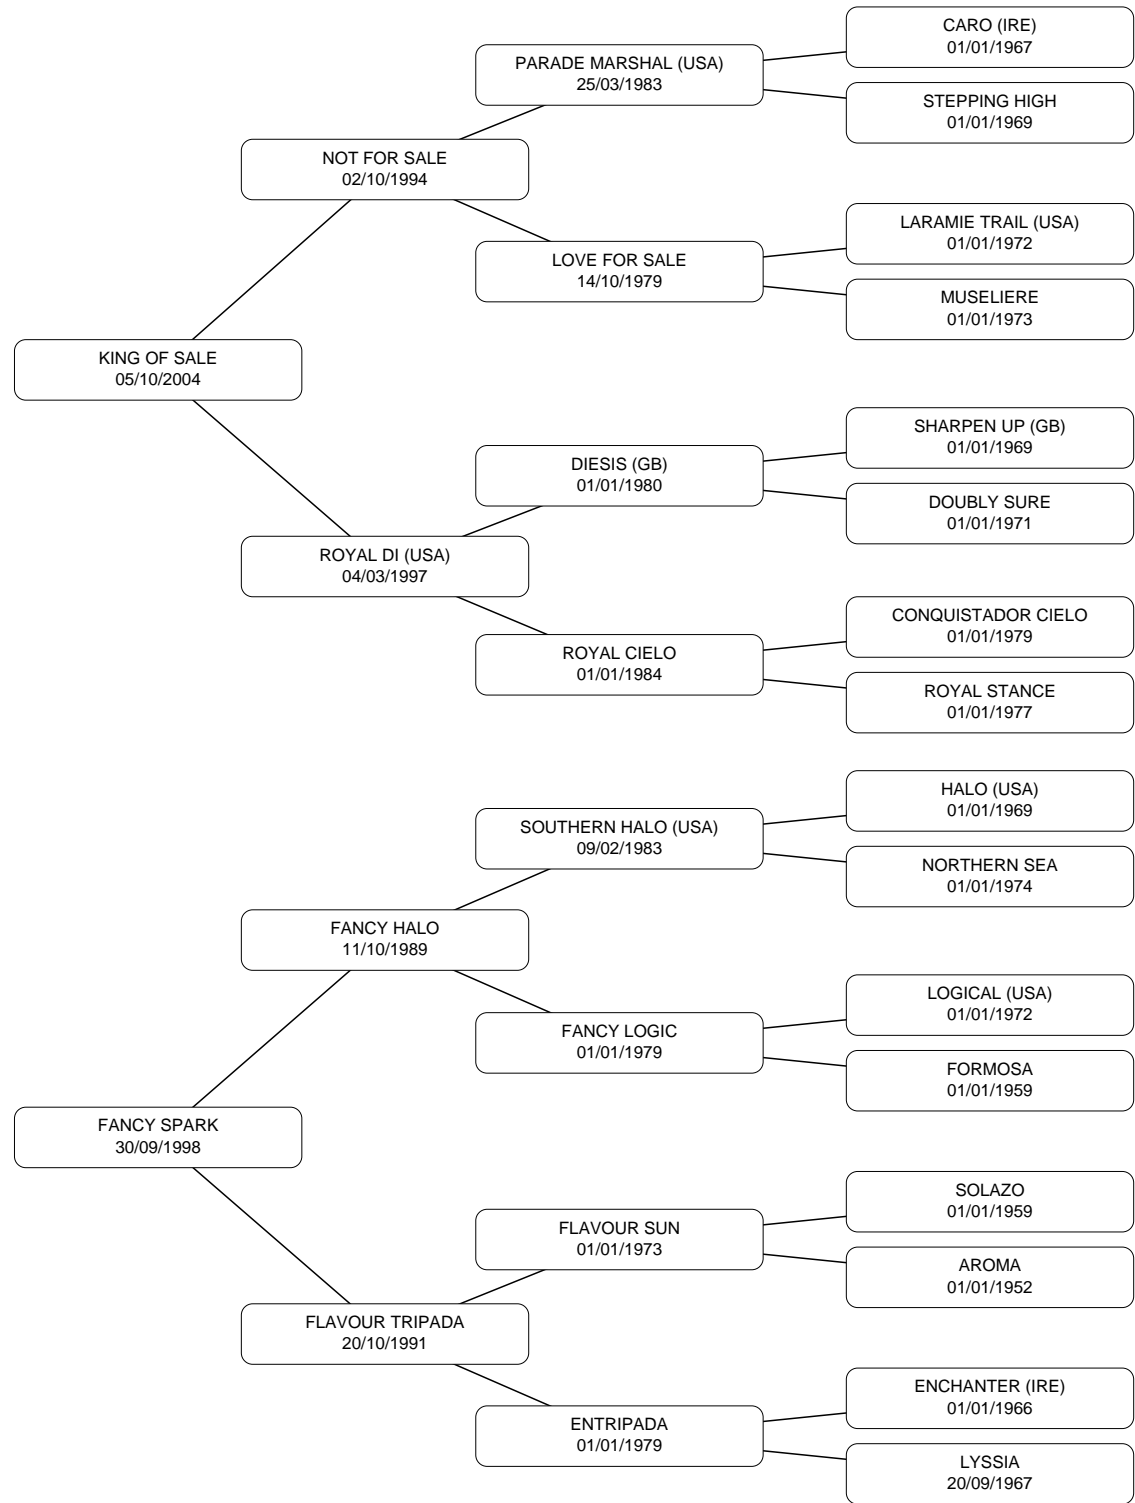 CARO (IRE)
01/01/1967
PARADE MARSHAL (USA)
25/03/1983
STEPPING HIGH
01/01/1969
NOT FOR SALE
02/10/1994
LARAMIE TRAIL (USA)
01/01/1972
LOVE FOR SALE
14/10/1979
MUSELIERE
01/01/1973
KING OF SALE
05/10/2004
SHARPEN UP (GB)
01/01/1969
DIESIS (GB)
01/01/1980
DOUBLY SURE
01/01/1971
ROYAL DI (USA)
04/03/1997
CONQUISTADOR CIELO
01/01/1979
ROYAL CIELO
01/01/1984
ROYAL STANCE
01/01/1977
HALO (USA)
01/01/1969
SOUTHERN HALO (USA)
09/02/1983
NORTHERN SEA
01/01/1974
FANCY HALO
11/10/1989
LOGICAL (USA)
01/01/1972
FANCY LOGIC
01/01/1979
FORMOSA
01/01/1959
FANCY SPARK
30/09/1998
SOLAZO
01/01/1959
FLAVOUR SUN
01/01/1973
AROMA
01/01/1952
FLAVOUR TRIPADA
20/10/1991
ENCHANTER (IRE)
01/01/1966
ENTRIPADA
01/01/1979
LYSSIA
20/09/1967